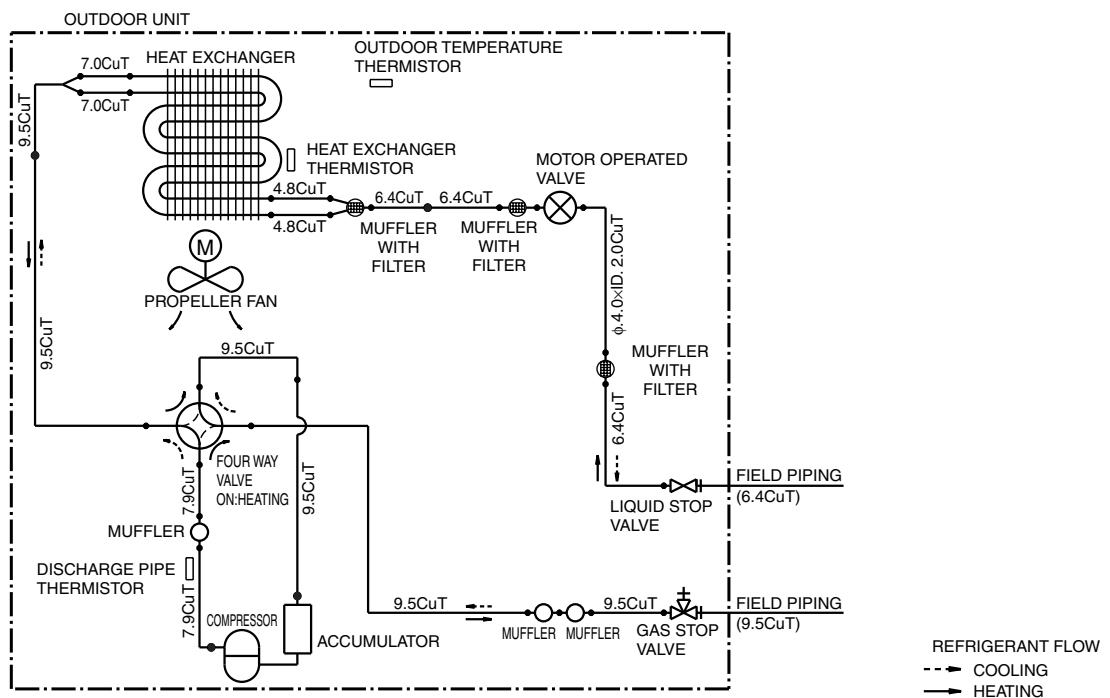 OUTDOOR UNIT
HEAT EXCHANGER
OUTDOOR TEMPERATURE
THERMISTOR
7.0CuT
7.0CuT
9.5CuT
HEAT EXCHANGER
THERMISTOR
MOTOR OPERATED
VALVE
4.8CuT
4.8CuT
6.4CuT
6.4CuT
MUFFLER
WITH
FILTER
MUFFLER
WITH
FILTER
M
PROPELLER FAN
φ.4.0×ID. 2.0CuT
9.5CuT
9.5CuT
MUFFLER
WITH
FILTER
6.4CuT
FOUR WAY
VALVE
ON:HEATING
7.9CuT
9.5CuT
FIELD PIPING
(6.4CuT)
LIQUID STOP
VALVE
MUFFLER
DISCHARGE PIPE
THERMISTOR
7.9CuT
COMPRESSOR
ACCUMULATOR
9.5CuT
9.5CuT
MUFFLER
MUFFLER
GAS STOP
VALVE
FIELD PIPING
(9.5CuT)
REFRIGERANT FLOW
COOLING
HEATING